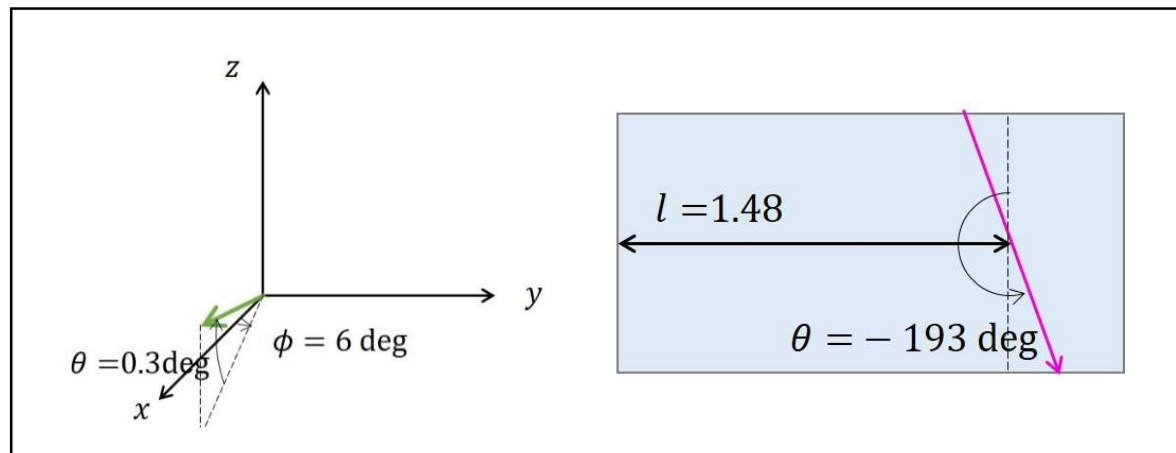 z
y
ϕ = 6 deg
θ =0.3deg
x
l =1.48
θ = − 193 deg